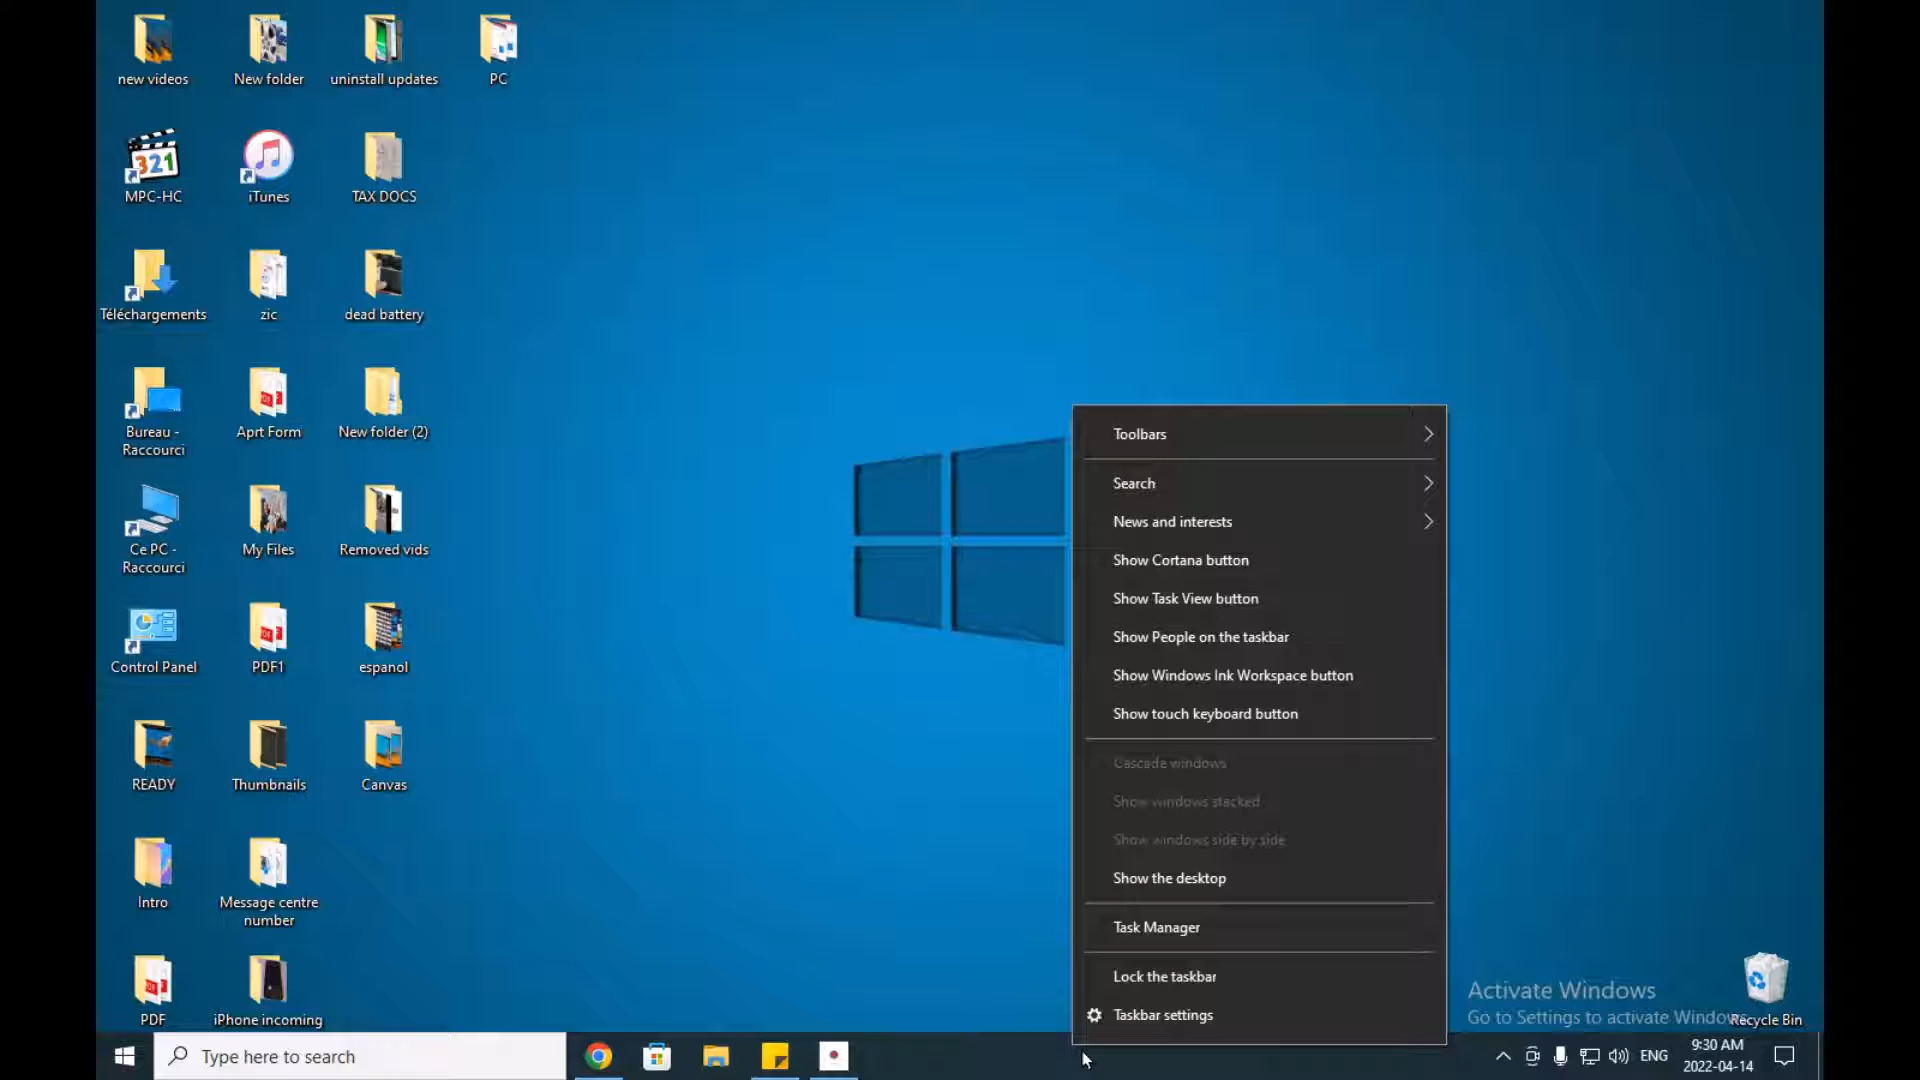 new videos
New folder
uninstall updates
PC
321
MPC-HC
iTunes
TAX DOCS
Téléchargements
zic
dead battery
Bureau -
Raccourci
Aprt Form
New folder (2)
Ce PC -
Raccourci
My Files
Removed vids
Control Panel
PDF1
espanol
READY
Thumbnails
Canvas
Intro
Message centre
number
PDF
iPhone incoming
Toolbars
Search
News and interests
Show Cortana button
Show Task View button
Show People on the taskbar
Show Windows Ink Workspace button
Show touch keyboard button
Cascade windows
Show windows stacked
Show windows side by side
Show the desktop
Task Manager
Lock the taskbar
Taskbar settings
Activate Windows
Go to Settings to activate Windows
Recycle Bin
Type here to search
ENG
9:30 AM
2022-04-14